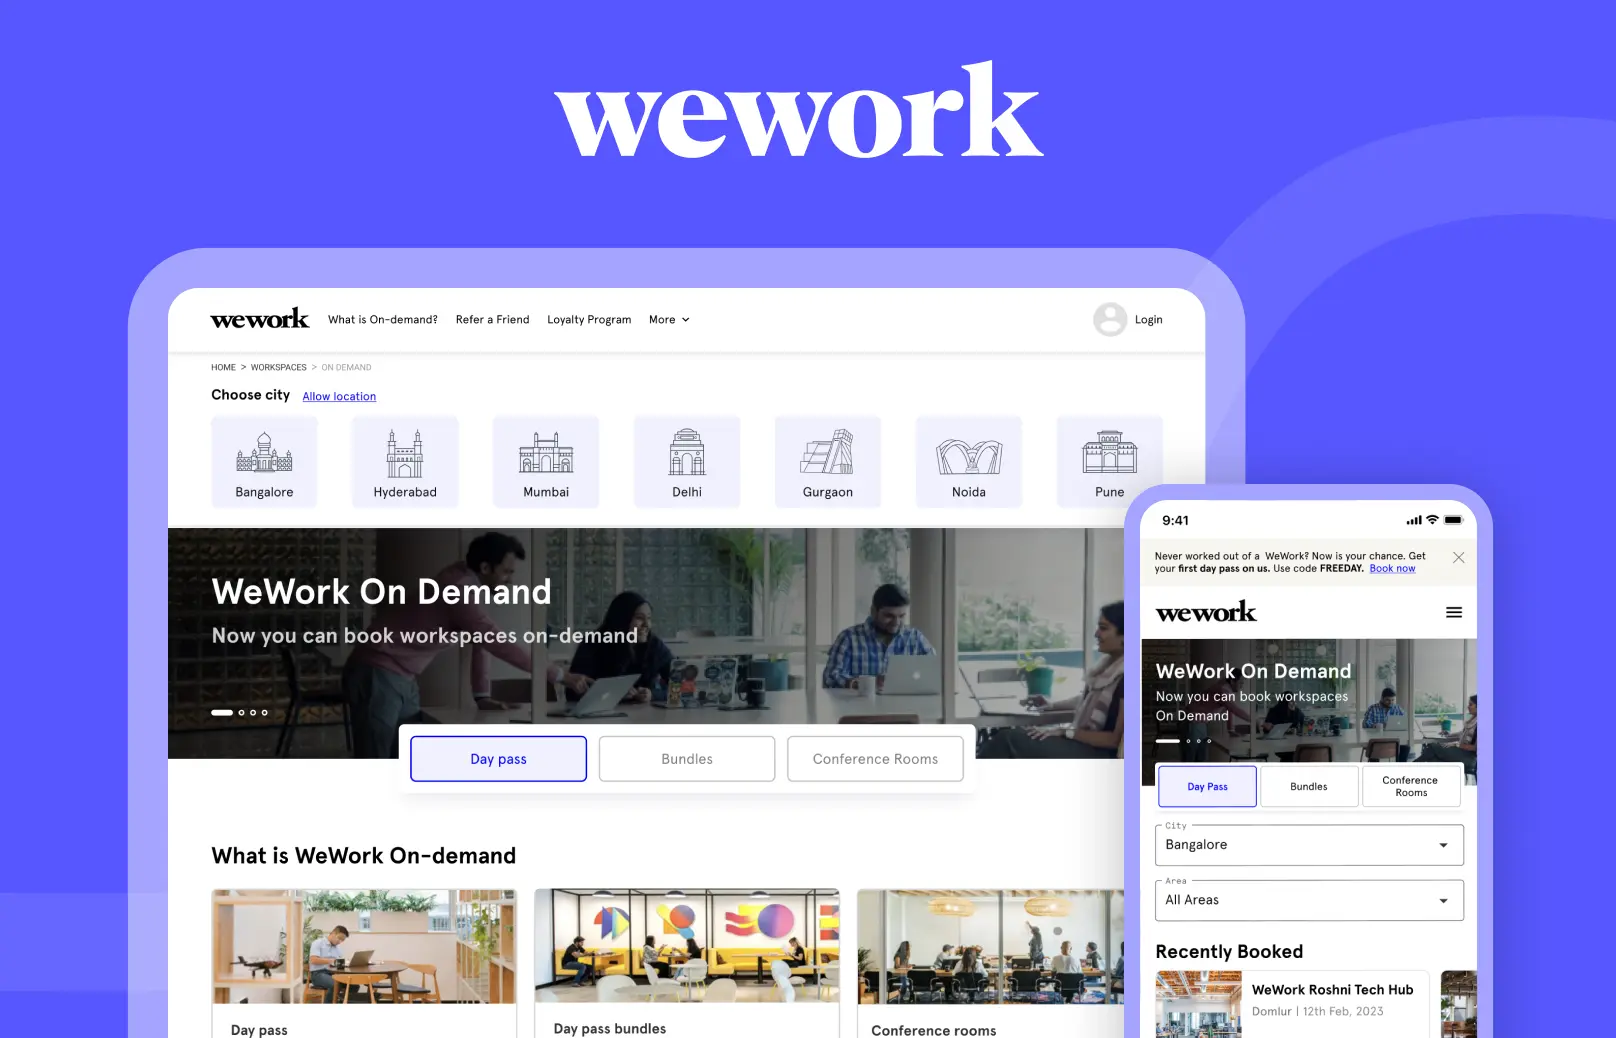 wework
wework What is On-demand? Refer a Friend Loyalty Program More Login
HOME > WORKSPACES > ON DEMAND
Choose city Allow location
Bangalore Hyderabad Mumbai Delhi Gurgaon Noida Pune
WeWork On Demand
Now you can book workspaces on-demand
Day pass Bundles Conference Rooms
What is WeWork On-demand
Day pass Day pass bundles Conference rooms
9:41
Never worked out of a WeWork? Now is your chance. Get
your first day pass on us. Use code FREEDAY. Book now
wework
WeWork On Demand
Now you can book workspaces
On Demand
Day Pass Bundles Conference
Rooms
City
Bangalore
Area
All Areas
Recently Booked
WeWork Roshni Tech Hub
Domlur | 12th Feb, 2023